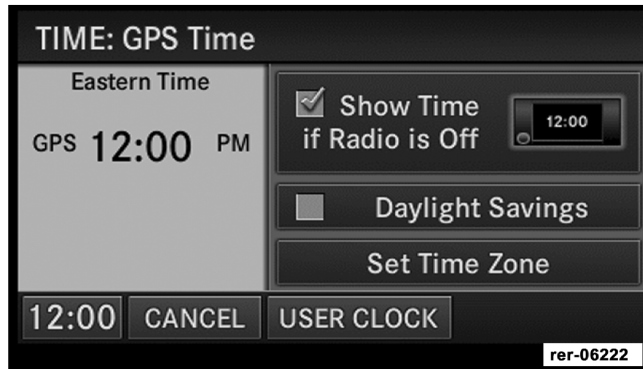 TIME: GPS Time
Eastern Time
GPS 12:00 PM
Show Time
if Radio is Off
12:00
Daylight Savings
Set Time Zone
12:00 CANCEL USER CLOCK
rer-06222